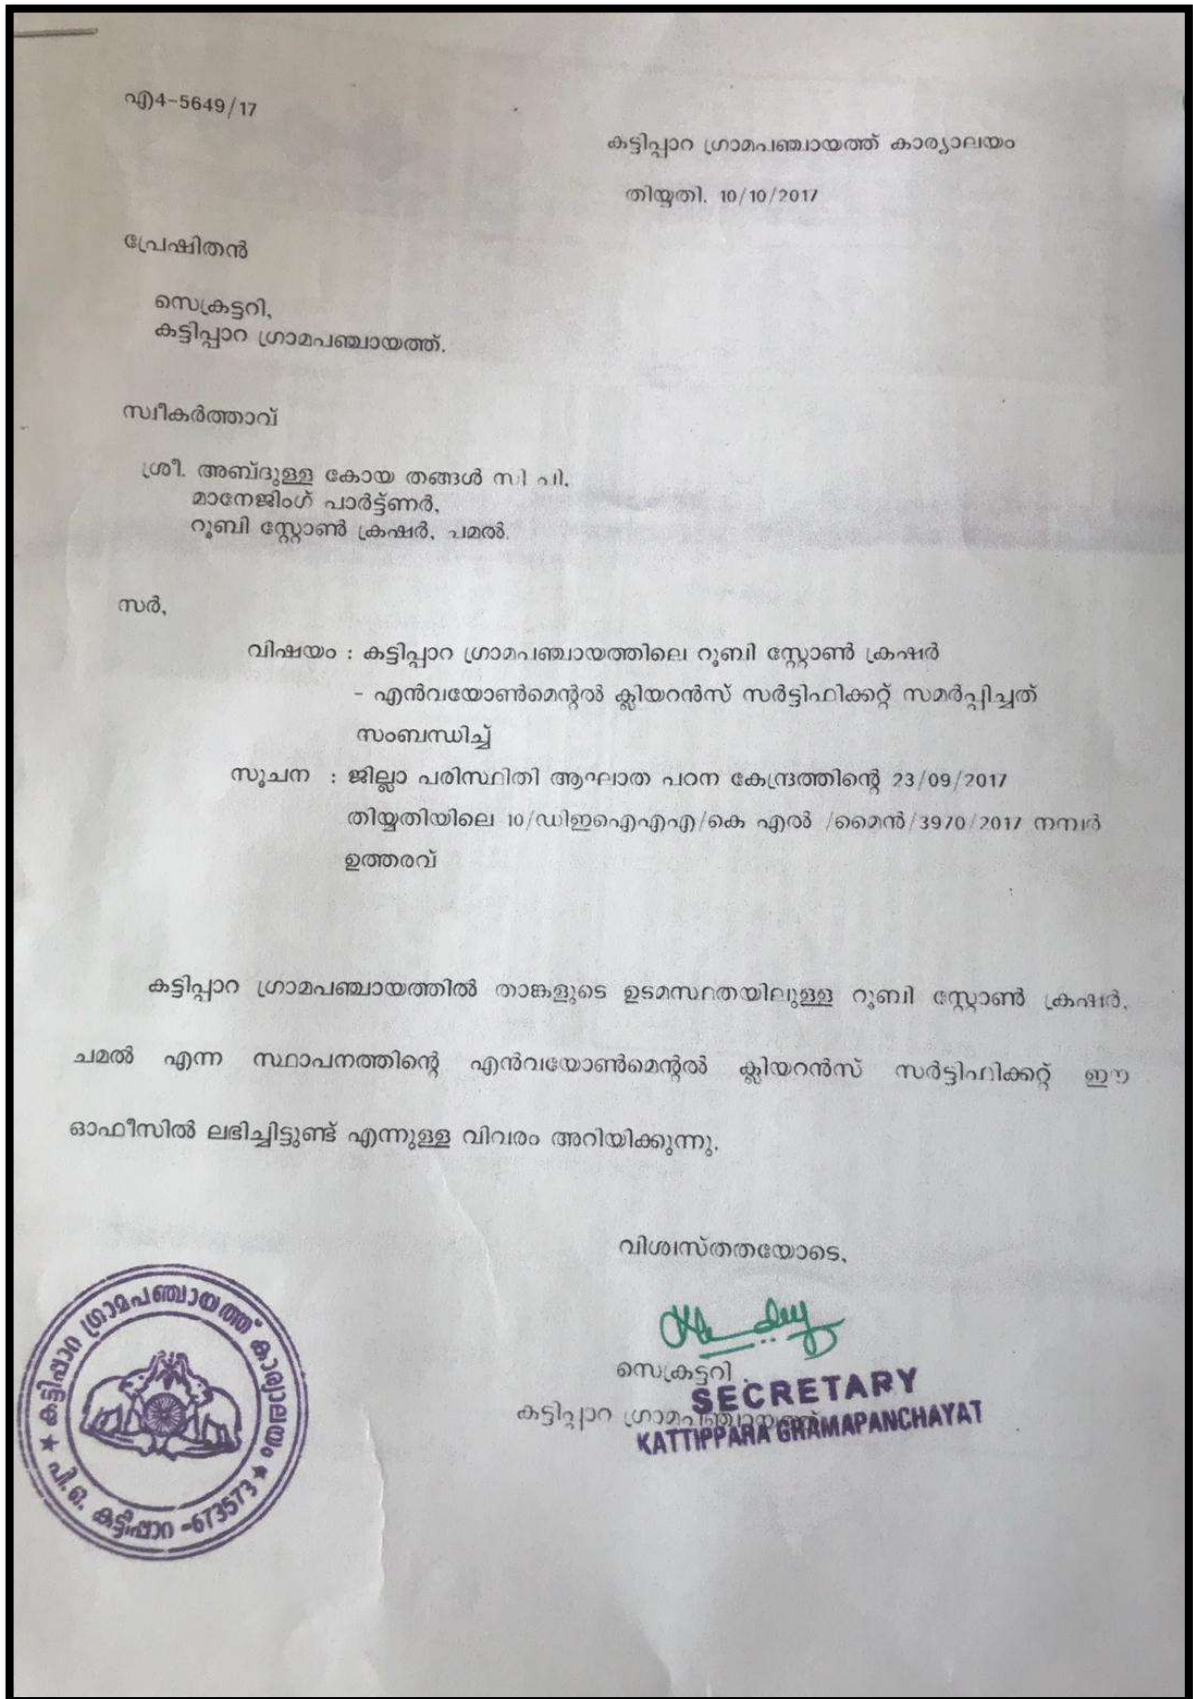 എ4-5649/17
കട്ടിപ്പാറ ഗ്രാമപഞ്ചായത്ത് കാര്യാലയം
തിയ്യതി. 10/10/2017
പ്രേഷിതൻ
സെക്രട്ടറി,
കട്ടിപ്പാറ ഗ്രാമപഞ്ചായത്ത്.
സ്വീകർത്താവ്
ശ്രീ. അബ്ദുള്ള കോയ തങ്ങൾ സി പി.
മാനേജിംഗ് പാർട്ട്ണർ,
റൂബി സ്റ്റോൺ ക്രഷർ, ചമൽ.
സർ,
വിഷയം : കട്ടിപ്പാറ ഗ്രാമപഞ്ചായത്തിലെ റൂബി സ്റ്റോൺ ക്രഷർ
- എൻവയോൺമെന്റൽ ക്ലിയറൻസ് സർട്ടിഫിക്കറ്റ് സമർപ്പിച്ചത്
സംബന്ധിച്ച്
സൂചന : ജില്ലാ പരിസ്ഥിതി ആഘാത പഠന കേന്ദ്രത്തിന്റെ 23/09/2017
തിയ്യതിയിലെ 10/ഡിഇഐഎഎ/കെ എൽ /മൈൻ/3970/2017 നമ്പർ
ഉത്തരവ്
കട്ടിപ്പാറ ഗ്രാമപഞ്ചായത്തിൽ താങ്കളുടെ ഉടമസ്ഥതയിലുള്ള റൂബി സ്റ്റോൺ ക്രഷർ,
ചമൽ എന്ന സ്ഥാപനത്തിന്റെ എൻവയോൺമെന്റൽ ക്ലിയറൻസ് സർട്ടിഫിക്കറ്റ് ഈ
ഓഫീസിൽ ലഭിച്ചിട്ടുണ്ട് എന്നുള്ള വിവരം അറിയിക്കുന്നു.
വിശ്വസ്തതയോടെ,
സെക്രട്ടറി
SECRETARY
കട്ടിപ്പാറ ഗ്രാമപഞ്ചായത്ത്
KATTIPPARA GRAMAPANCHAYAT
കട്ടിപ്പാറ ഗ്രാമപഞ്ചായത്ത് കാര്യാലയം
പി.ഒ. കട്ടിപ്പാറ -673573